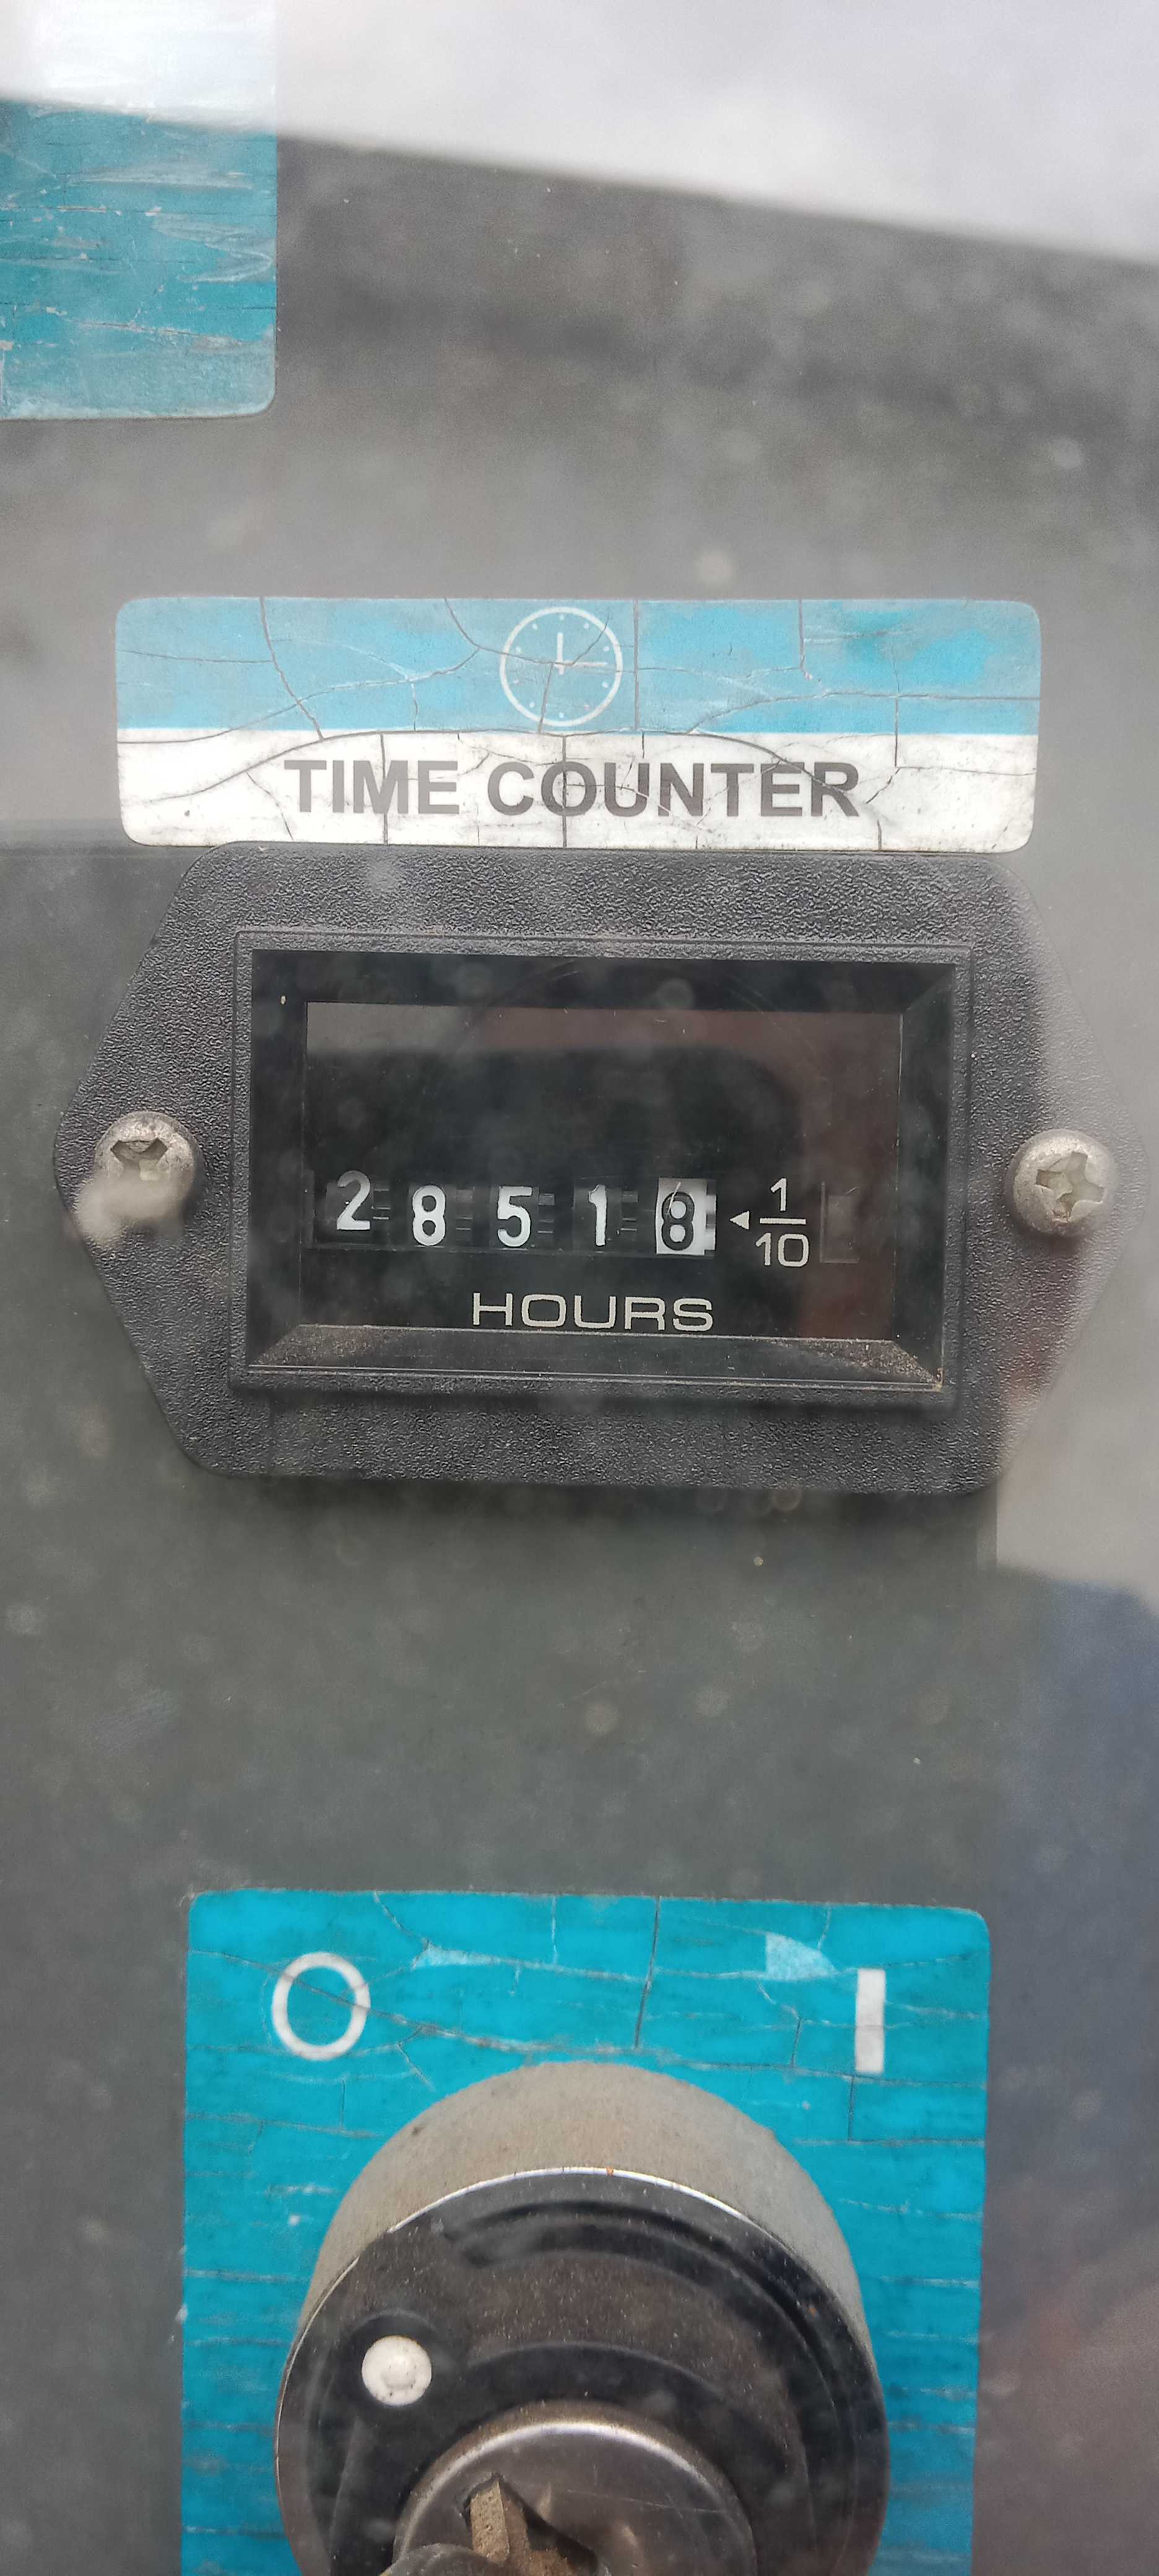 TIME COUNTER
2 8 5 1 8 ◄ 1/10
HOURS
O I